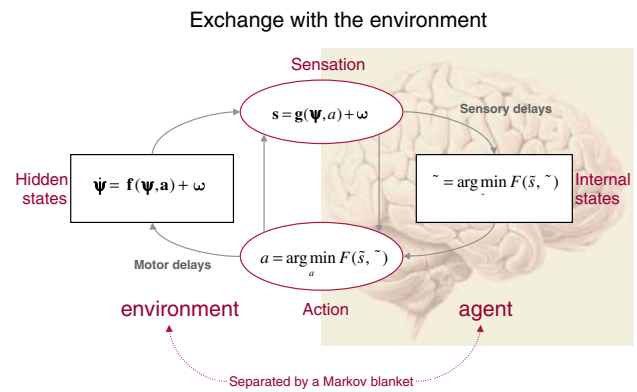 Exchange with the environment
Sensation
s = g(ψ, a) + ω
Sensory delays
Hidden
states
ψ̇ = f(ψ, a) + ω
˜ = arg min F(s̃, ˜)
˜
Internal
states
Motor delays
a = arg min F(s̃, ˜)
a
environment
Action
agent
Separated by a Markov blanket